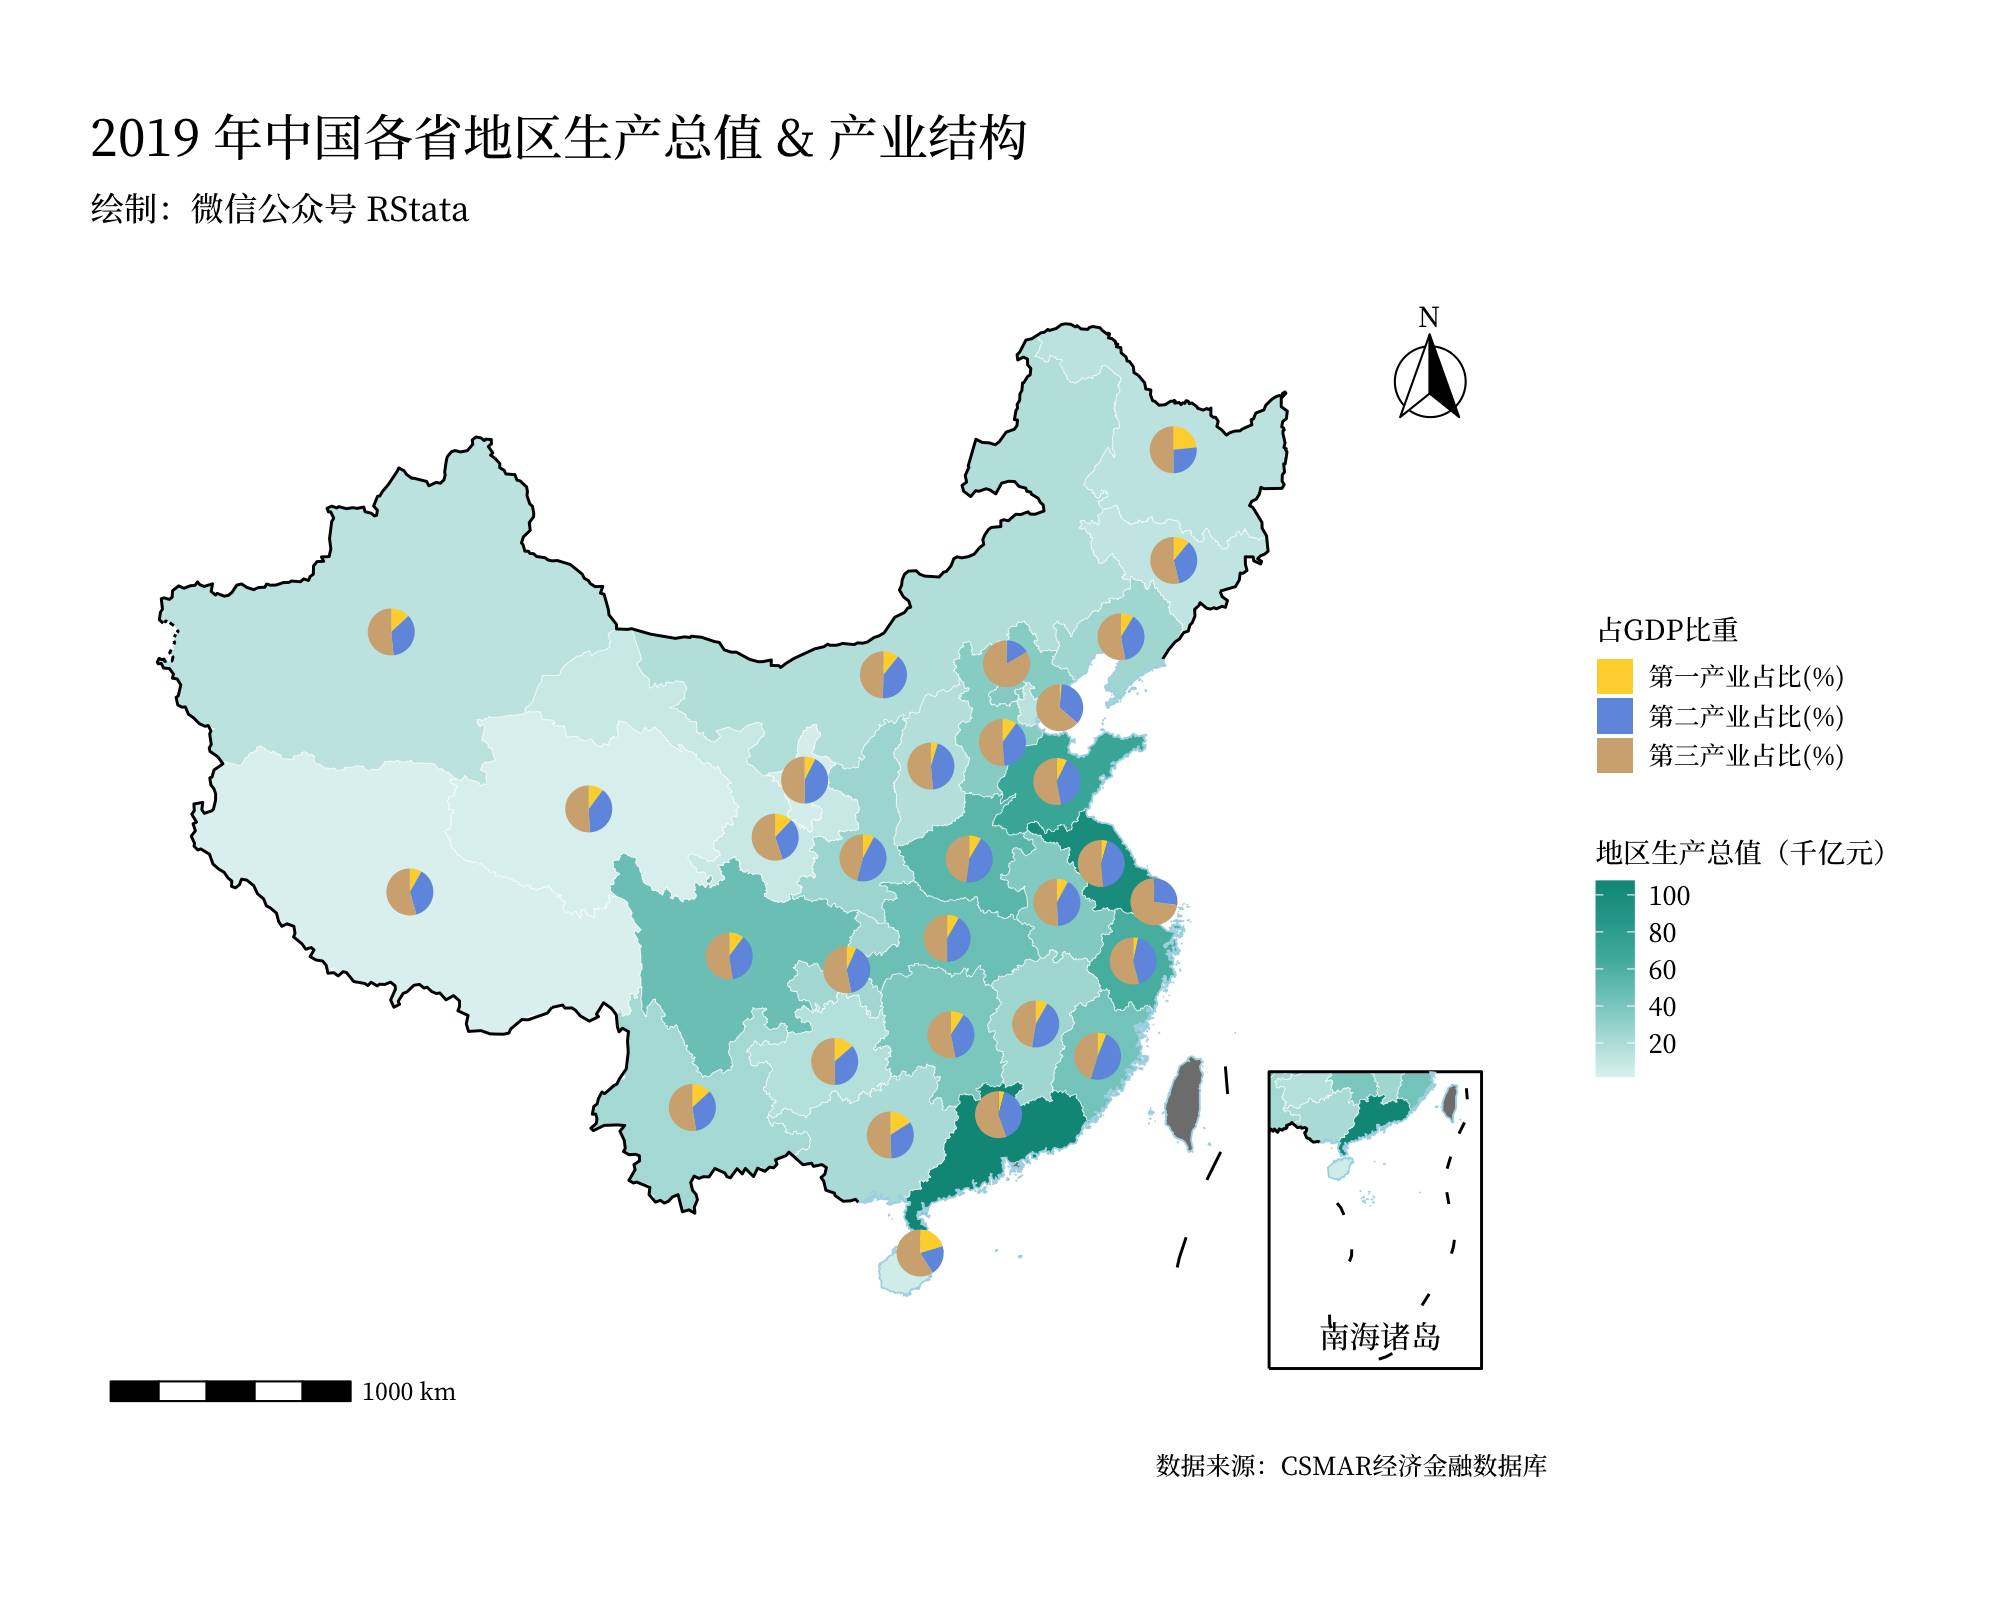 2019 年中国各省地区生产总值 & 产业结构
绘制：微信公众号 RStata
N
占GDP比重
第一产业占比(%)
第二产业占比(%)
第三产业占比(%)
地区生产总值（千亿元）
100
80
60
40
20
南海诸岛
1000 km
数据来源：CSMAR经济金融数据库